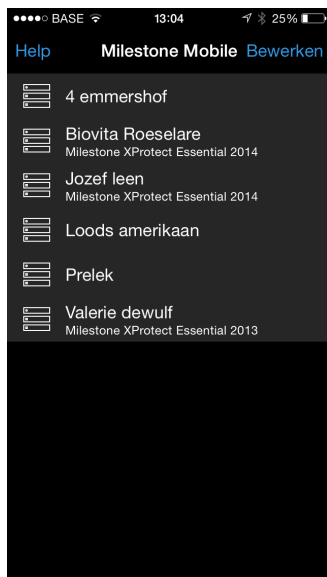 BASE 13:04 25%
Help Milestone Mobile Bewerken
4 emmershof
Biovita Roeselare
Milestone XProtect Essential 2014
Jozef leen
Milestone XProtect Essential 2014
Loods amerikaan
Prelek
Valerie dewulf
Milestone XProtect Essential 2013